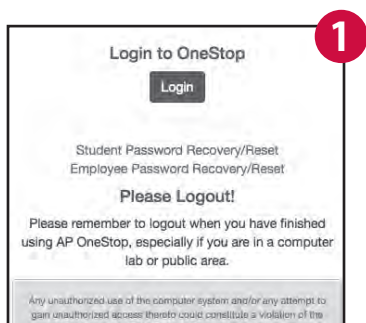 1
Login to OneStop
Login
Student Password Recovery/Reset
Employee Password Recovery/Reset
Please Logout!
Please remember to logout when you have finished
using AP OneStop, especially if you are in a computer
lab or public area.
Any unauthorized use of the computer system and/or any attempt to
gain unauthorized access thereto could constitute a violation of the